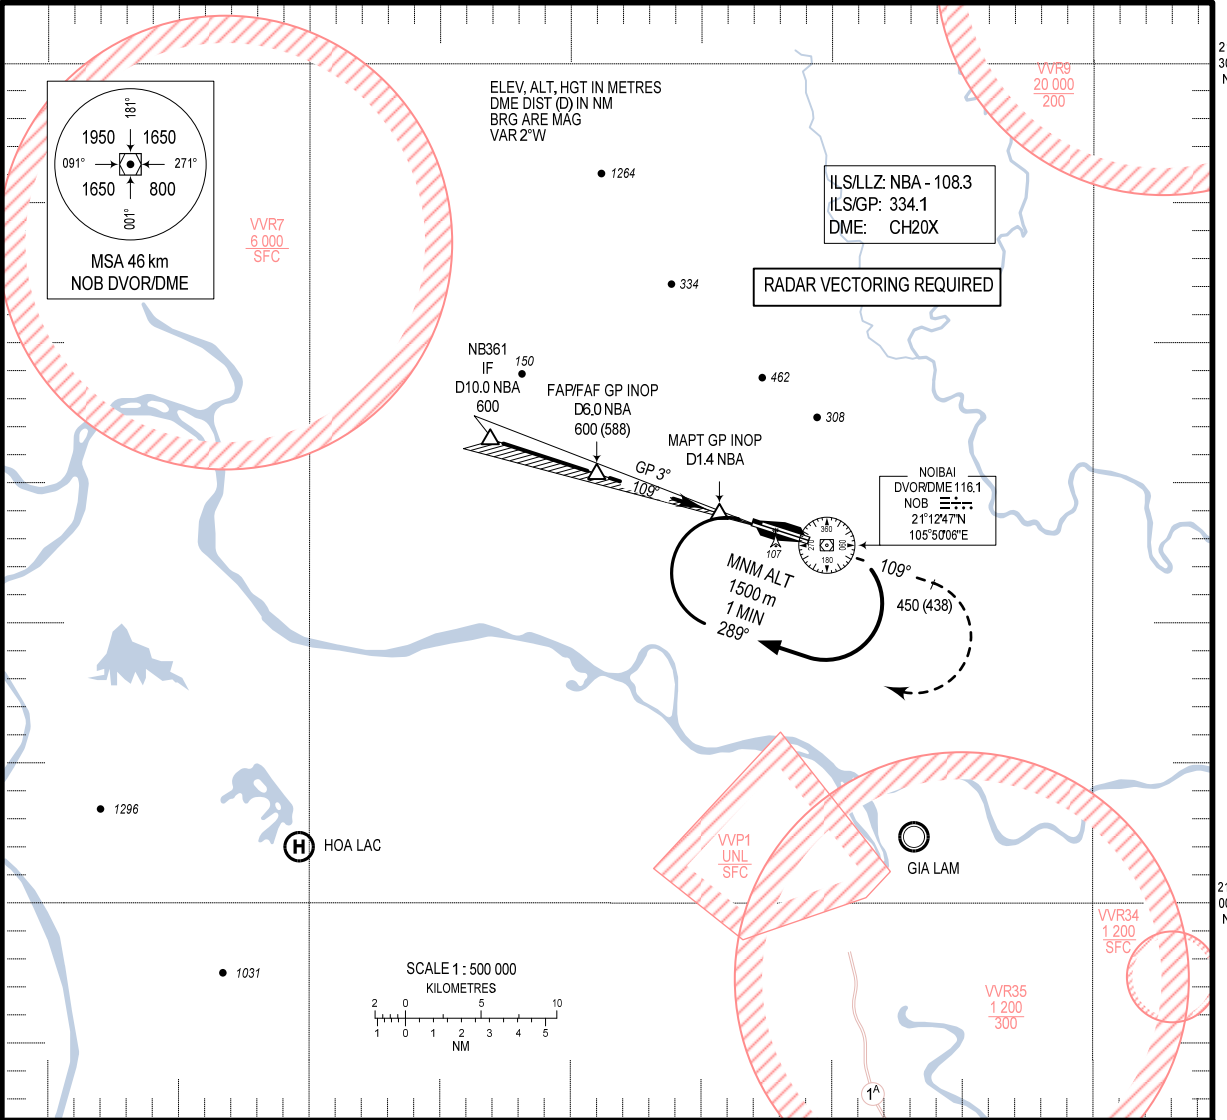 181°
1950
1650
091°
271°
1650
800
001°
MSA 46 km
NOB DVOR/DME
VVR7
6 000
SFC
ELEV, ALT, HGT IN METRES
DME DIST (D) IN NM
BRG ARE MAG
VAR 2°W
1264
334
VVR9
20 000
200
30
N
ILS/LLZ: NBA - 108.3
ILS/GP: 334.1
DME: CH20X
RADAR VECTORING REQUIRED
NB361
IF
D10.0 NBA
600
150
FAP/FAF GP INOP
D6.0 NBA
600 (588)
462
308
MAPT GP INOP
D1.4 NBA
GP 3°
109°
NOIBAI
DVOR/DME 116.1
NOB
21°12'47"N
105°50'06"E
360
090
180
270
107
MNM ALT
1500 m
1 MIN
289°
109°
450 (438)
1296
H
HOA LAC
VVP1
UNL
SFC
GIA LAM
00
N
VVR34
1 200
SFC
1031
SCALE 1 : 500 000
KILOMETRES
2 0 5 10
1 0 1 2 3 4 5
NM
VVR35
1 200
300
1A